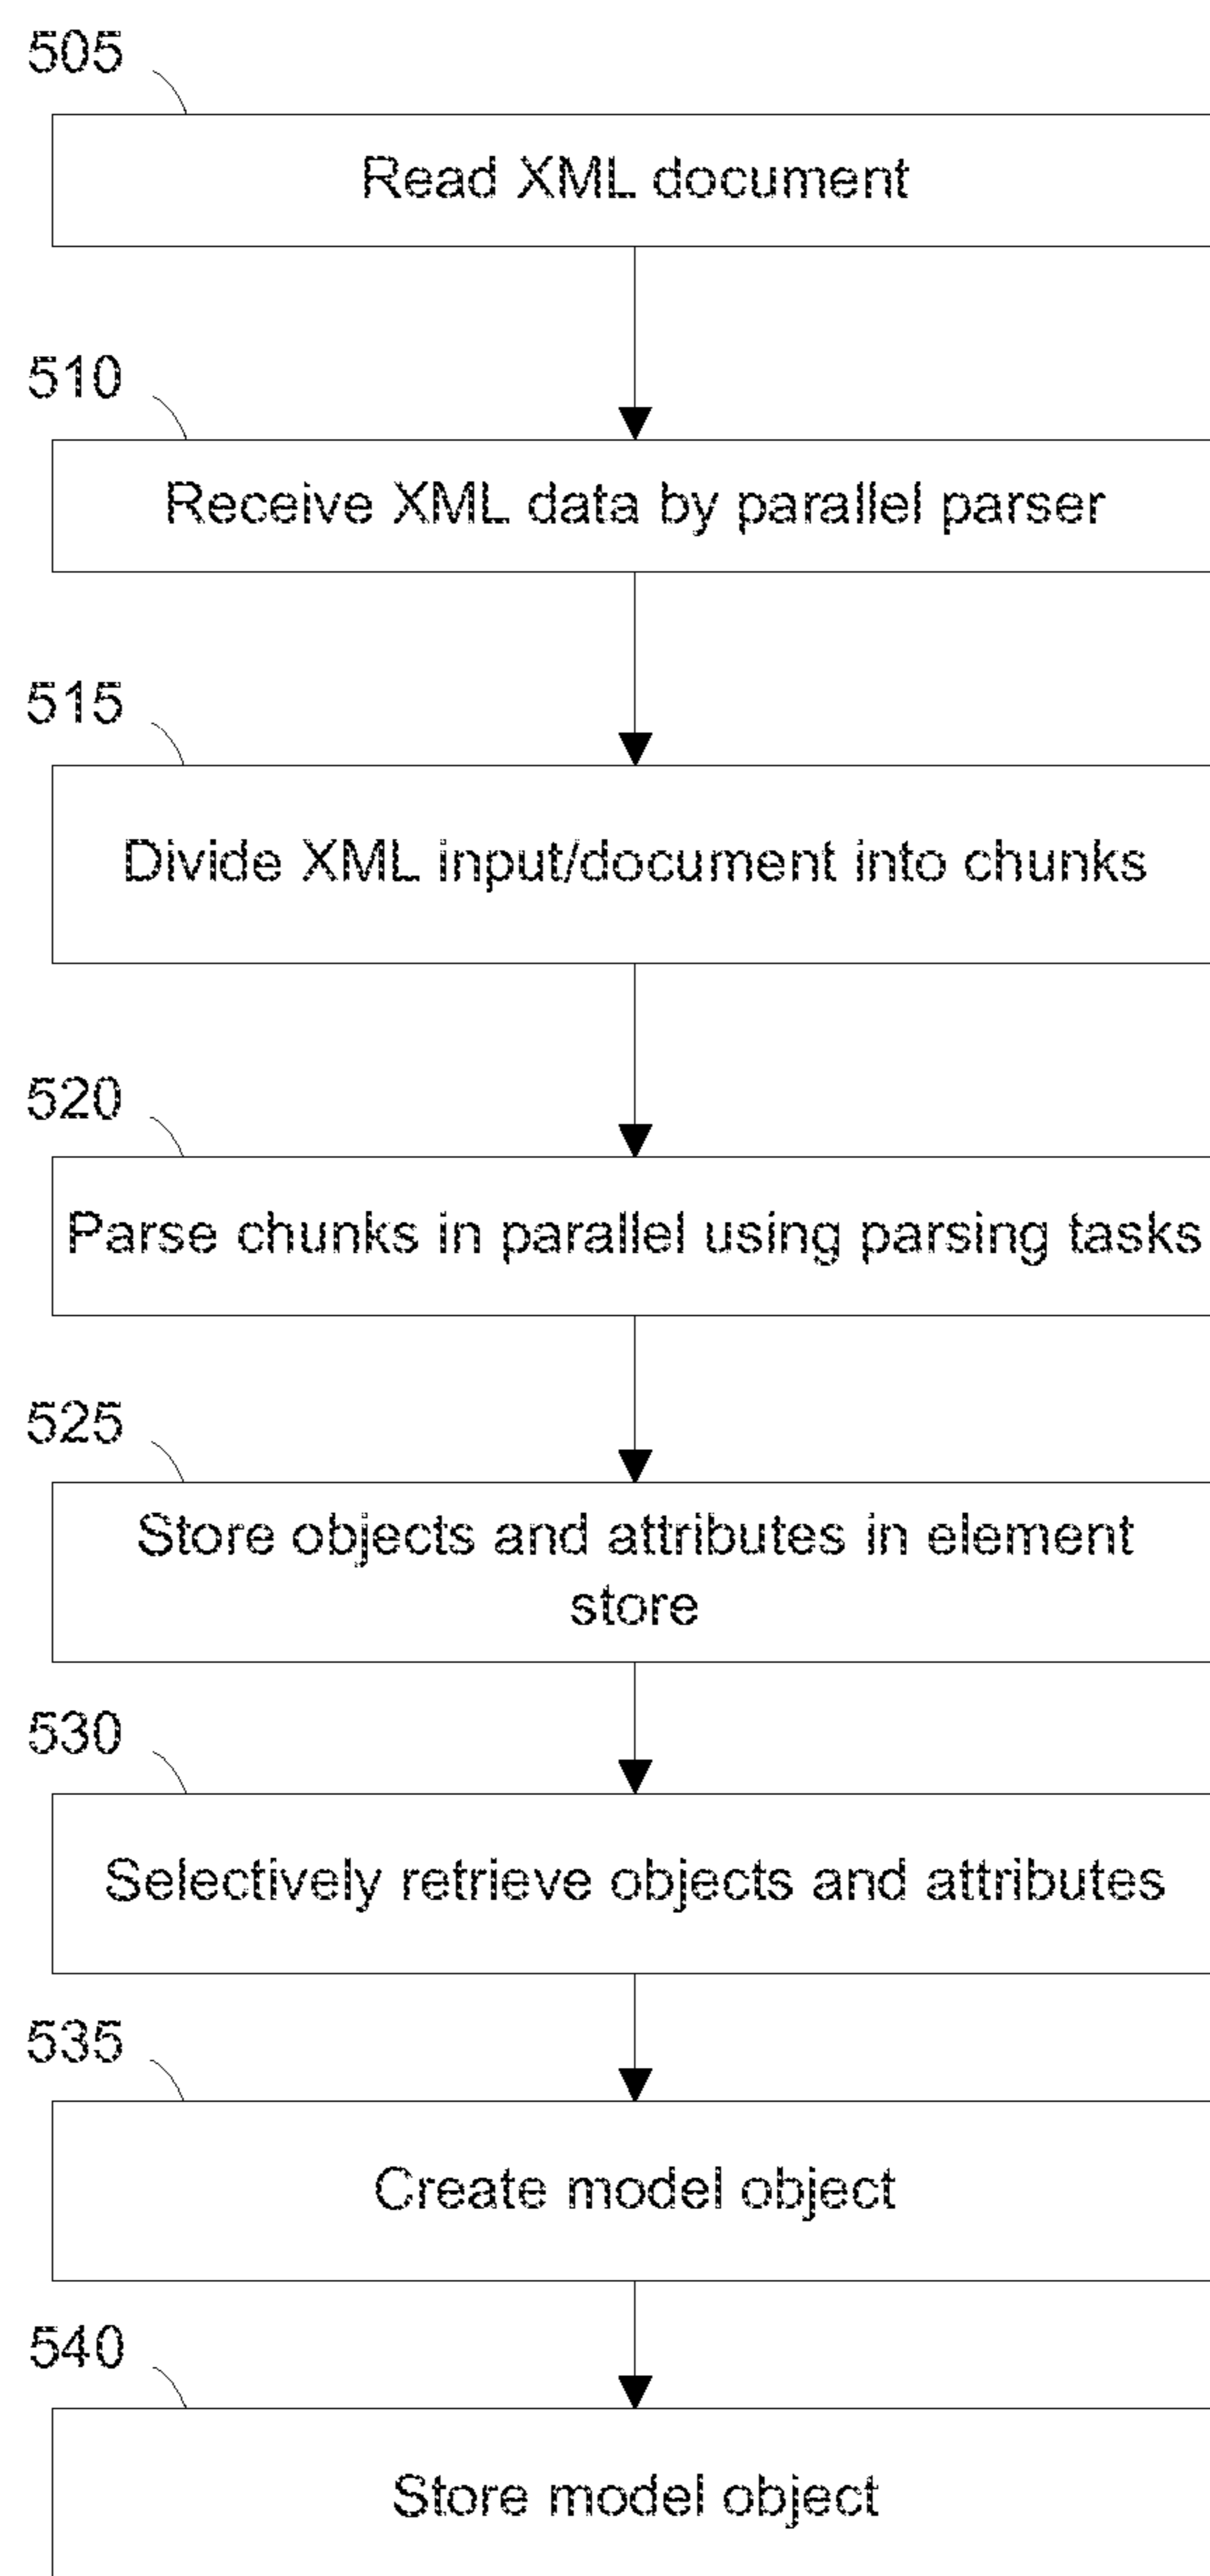 505
Read XML document
510
Receive XML data by parallel parser
515
Divide XML input/document into chunks
520
Parse chunks in parallel using parsing tasks
525
Store objects and attributes in element
store
530
Selectively retrieve objects and attributes
535
Create model object
540
Store model object